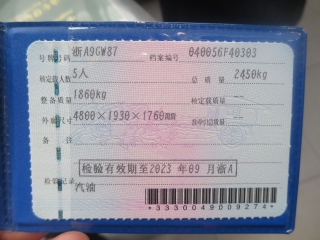 号牌号码 浙A9GW87 档案编号 040056F40303
核定载人数 5人 总质量 2450kg
整备质量 1860kg 核定载质量 --
外廓尺寸 4800×1930×1760mm 准牵引总质量 --
备注
检验有效期至2023年09月浙A
检验记录
汽油
*3330049009274*